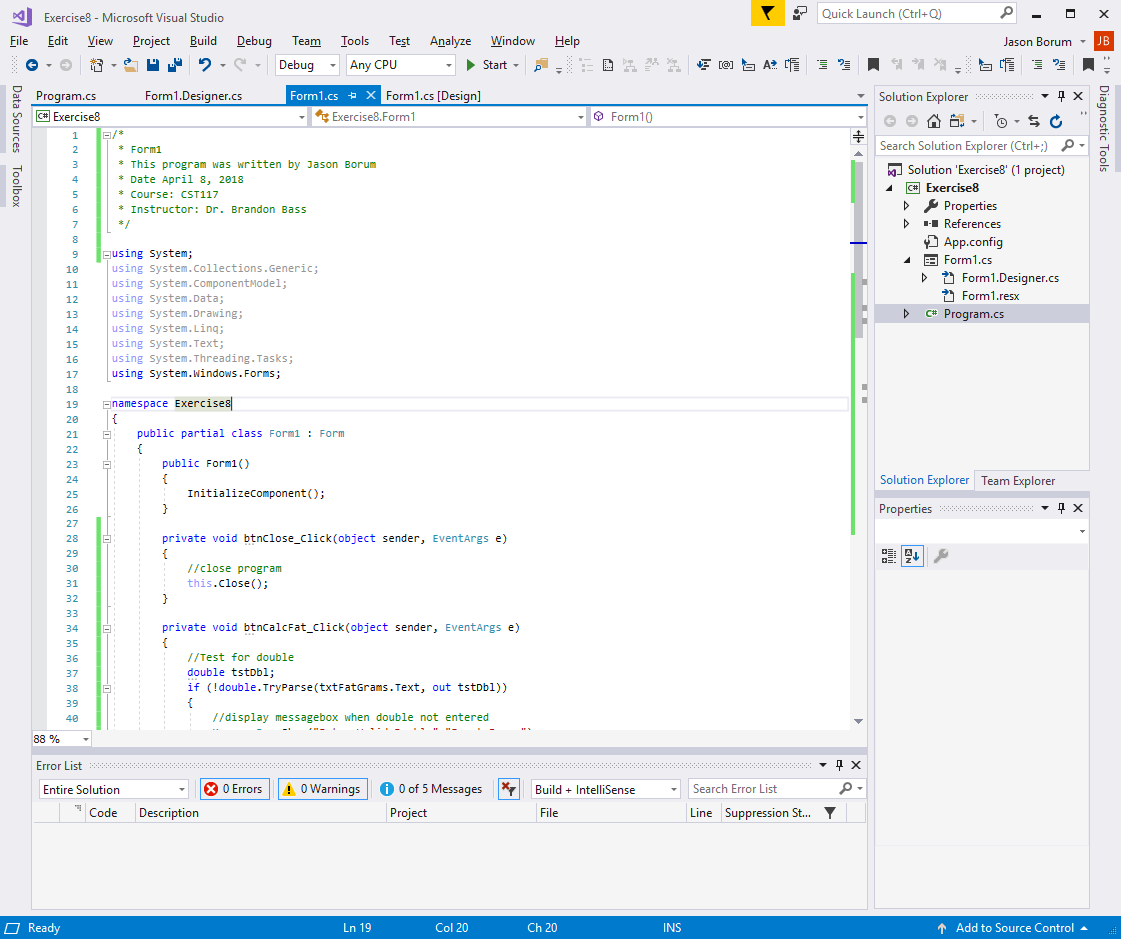 Exercise8 - Microsoft Visual Studio
Quick Launch (Ctrl+Q)
File Edit View Project Build Debug Team Tools Test Analyze Window Help
Jason Borum JB
Debug Any CPU Start
Data Sources
Toolbox
Program.cs Form1.Designer.cs Form1.cs Form1.cs [Design]
C# Exercise8 Exercise8.Form1 Form1()
1 /*
2 * Form1
3 * This program was written by Jason Borum
4 * Date April 8, 2018
5 * Course: CST117
6 * Instructor: Dr. Brandon Bass
7 */
8
9 using System;
10 using System.Collections.Generic;
11 using System.ComponentModel;
12 using System.Data;
13 using System.Drawing;
14 using System.Linq;
15 using System.Text;
16 using System.Threading.Tasks;
17 using System.Windows.Forms;
18
19 namespace Exercise8
20 {
21 public partial class Form1 : Form
22 {
23 public Form1()
24 {
25 InitializeComponent();
26 }
27
28 private void btnClose_Click(object sender, EventArgs e)
29 {
30 //close program
31 this.Close();
32 }
33
34 private void btnCalcFat_Click(object sender, EventArgs e)
35 {
36 //Test for double
37 double tstDbl;
38 if (!double.TryParse(txtFatGrams.Text, out tstDbl))
39 {
40 //display messagebox when double not entered
88 %
Solution Explorer
Search Solution Explorer (Ctrl+;)
Solution 'Exercise8' (1 project)
C# Exercise8
Properties
References
App.config
Form1.cs
Form1.Designer.cs
Form1.resx
C# Program.cs
Solution Explorer Team Explorer
Properties
Diagnostic Tools
Error List
Entire Solution 0 Errors 0 Warnings 0 of 5 Messages Build + IntelliSense Search Error List
Code Description Project File Line Suppression St...
Ready Ln 19 Col 20 Ch 20 INS Add to Source Control